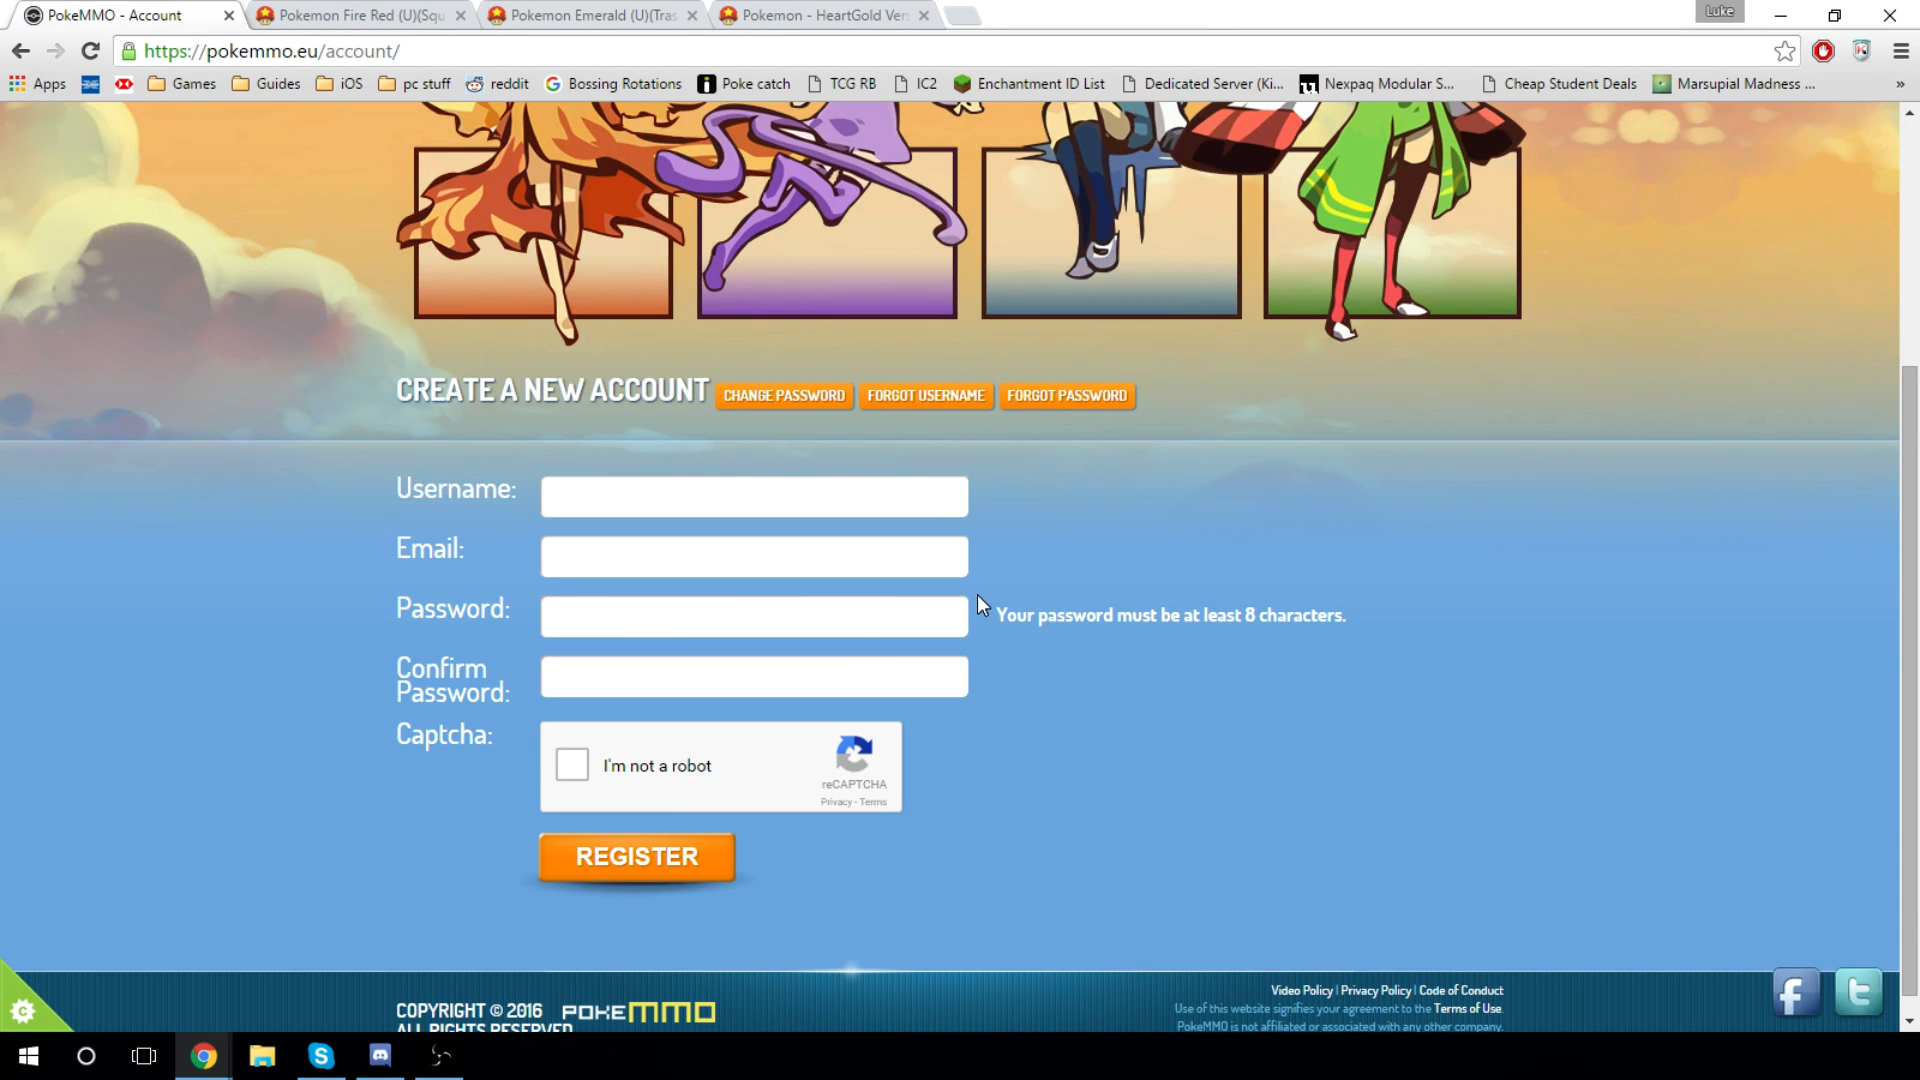 PokeMMO - Account
Pokemon Fire Red (U)(Squ
Pokemon Emerald (U)(Tras
Pokemon - HeartGold Vers
Luke
https://pokemmo.eu/account/
Apps
Games
Guides
iOS
pc stuff
reddit
Bossing Rotations
Poke catch
TCG RB
IC2
Enchantment ID List
Dedicated Server (Ki...
Nexpaq Modular S...
Cheap Student Deals
Marsupial Madness ...
»
CREATE A NEW ACCOUNT
CHANGE PASSWORD
FORGOT USERNAME
FORGOT PASSWORD
Username:
Email:
Password:
Your password must be at least 8 characters.
Confirm
Password:
Captcha:
I'm not a robot
reCAPTCHA
Privacy - Terms
REGISTER
COPYRIGHT © 2016
ALL RIGHTS RESERVED
POKEMMO
Video Policy | Privacy Policy | Code of Conduct
Use of this website signifies your agreement to the Terms of Use.
PokeMMO is not affiliated or associated with any other company.